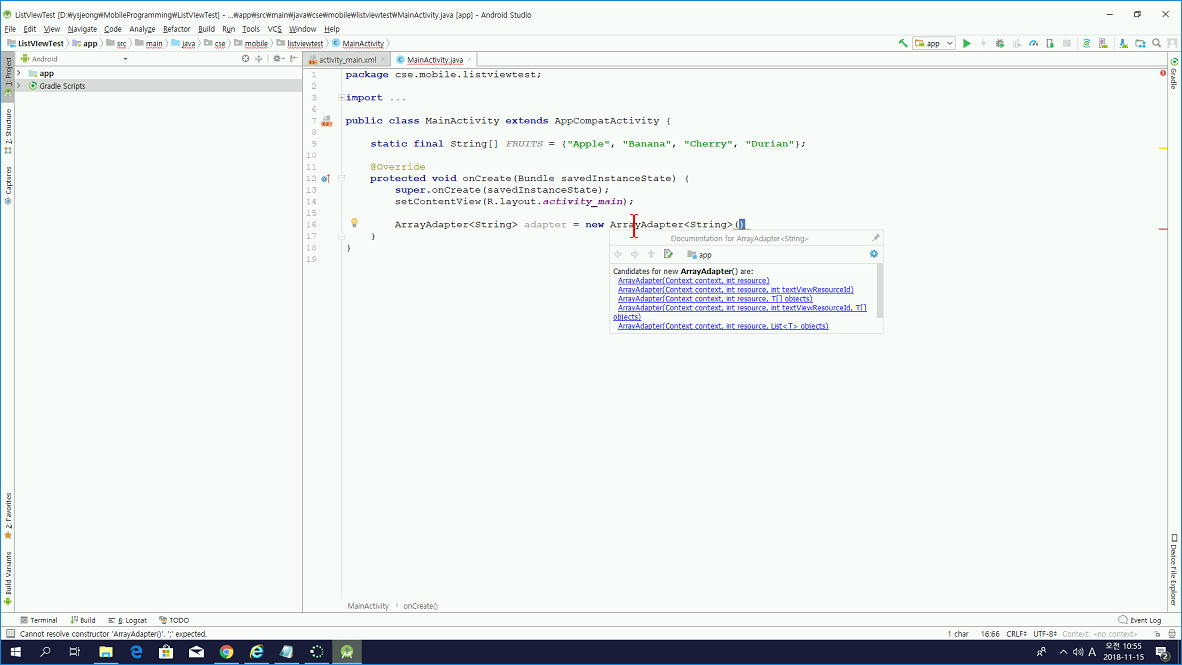 ListViewTest [D:\ysjeong\MobileProgramming\ListViewTest] - ...\app\src\main\java\cse\mobile\listviewtest\MainActivity.java [app] - Android Studio
File Edit View Navigate Code Analyze Refactor Build Run Tools VCS Window Help
ListViewTest app src main java cse mobile listviewtest MainActivity app
Android
activity_main.xml MainActivity.java
1: Project
Z: Structure
Captures
2: Favorites
Build Variants
app
Gradle Scripts
1 package cse.mobile.listviewtest;
2
3 import ...
6
7 public class MainActivity extends AppCompatActivity {
8
9 static final String[] FRUITS = {"Apple", "Banana", "Cherry", "Durian"};
10
11 @Override
12 protected void onCreate(Bundle savedInstanceState) {
13 super.onCreate(savedInstanceState);
14 setContentView(R.layout.activity_main);
15
16 ArrayAdapter<String> adapter = new ArrayAdapter<String>()
17 }
18 }
19
Documentation for ArrayAdapter<String>
app
Candidates for new ArrayAdapter() are:
ArrayAdapter(Context context, int resource)
ArrayAdapter(Context context, int resource, int textViewResourceId)
ArrayAdapter(Context context, int resource, T[] objects)
ArrayAdapter(Context context, int resource, int textViewResourceId, T[]
objects)
ArrayAdapter(Context context, int resource, List<T> objects)
Gradle
Device File Explorer
MainActivity onCreate()
Terminal Build 6: Logcat TODO Event Log
Cannot resolve constructor 'ArrayAdapter()'. ';' expected. 1 char 16:66 CRLF UTF-8 Context: <no context>
A 오전 10:55
2018-11-15
2